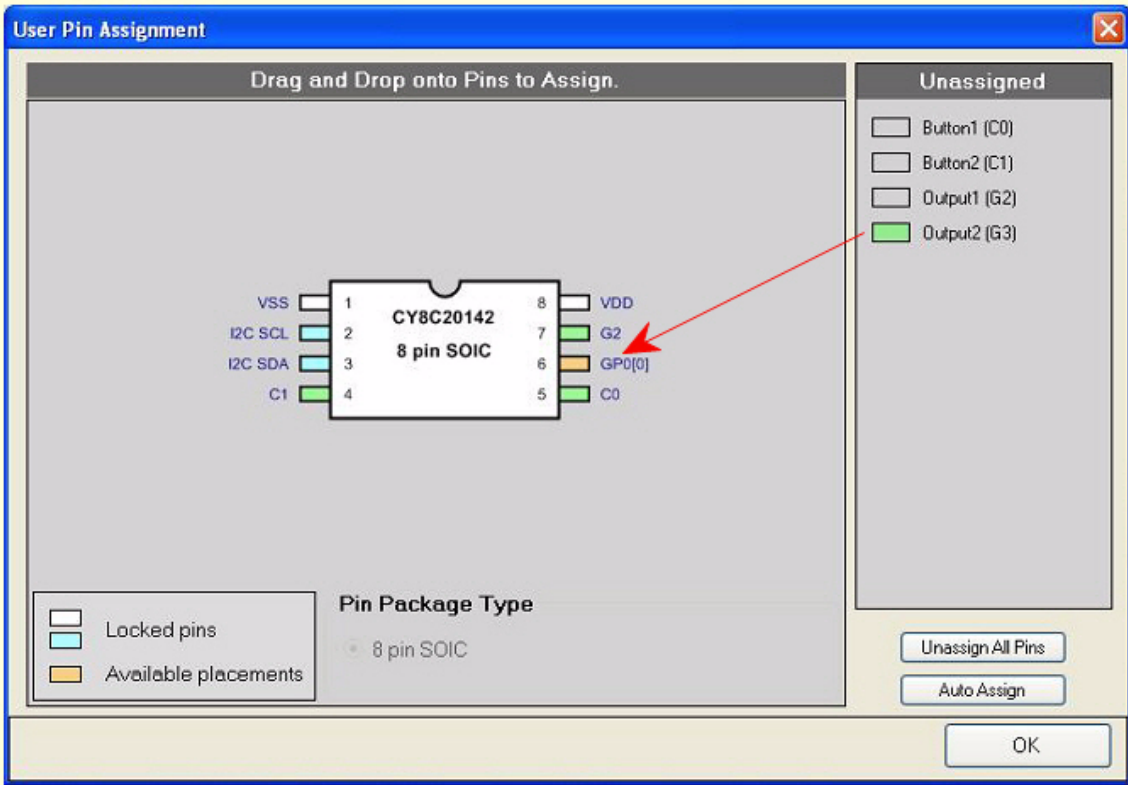 User Pin Assignment
Drag and Drop onto Pins to Assign.
Unassigned
Button1 (C0)
Button2 (C1)
Output1 (G2)
Output2 (G3)
VSS 1 CY8C20142 8 VDD
I2C SCL 2 8 pin SOIC 7 G2
I2C SDA 3 6 GP0[0]
C1 4 5 C0
Locked pins
Available placements
Pin Package Type
8 pin SOIC
Unassign All Pins
Auto Assign
OK